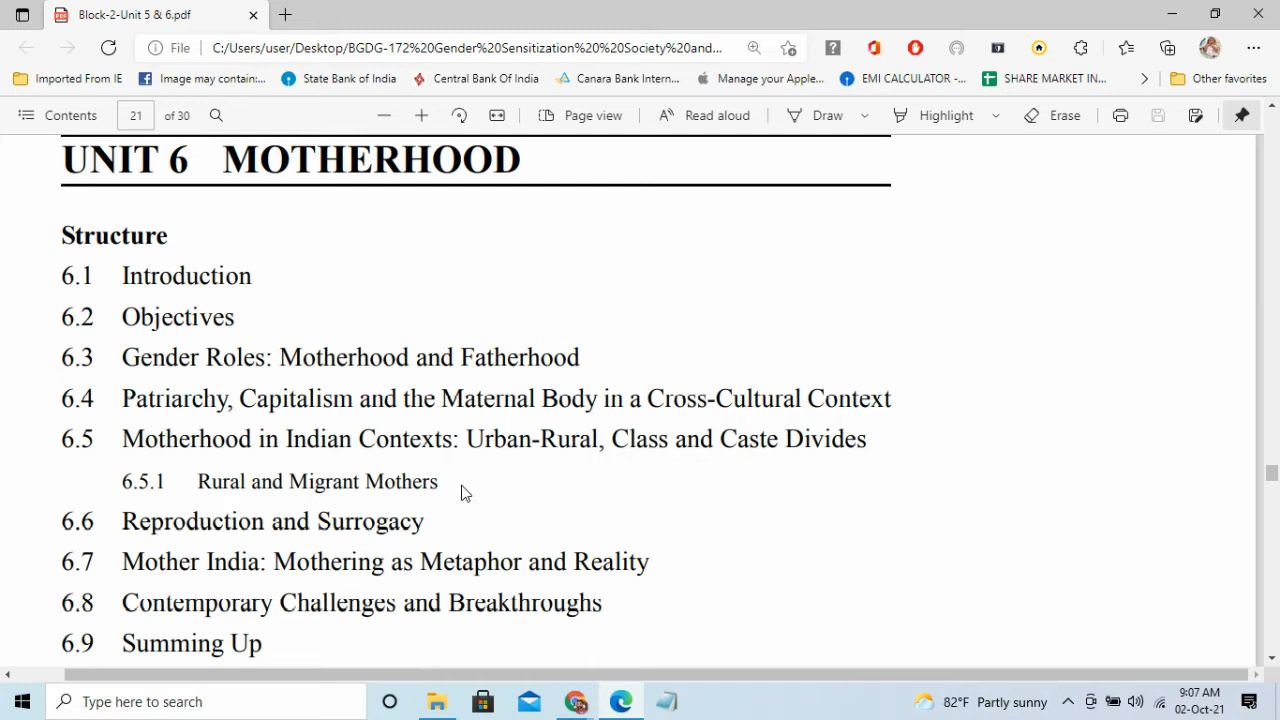 Block-2-Unit 5 & 6.pdf
File C:/Users/user/Desktop/BGDG-172%20Gender%20Sensitization%20%20Society%20and...
Imported From IE Image may contain:... State Bank of India Central Bank Of India Canara Bank Intern... Manage your Apple... EMI CALCULATOR -... SHARE MARKET IN... Other favorites
Contents 21 of 30 Page view Read aloud Draw Highlight Erase
UNIT 6 MOTHERHOOD
Structure
6.1 Introduction
6.2 Objectives
6.3 Gender Roles: Motherhood and Fatherhood
6.4 Patriarchy, Capitalism and the Maternal Body in a Cross-Cultural Context
6.5 Motherhood in Indian Contexts: Urban-Rural, Class and Caste Divides
6.5.1 Rural and Migrant Mothers
6.6 Reproduction and Surrogacy
6.7 Mother India: Mothering as Metaphor and Reality
6.8 Contemporary Challenges and Breakthroughs
6.9 Summing Up
Type here to search 82°F Partly sunny 9:07 AM
02-Oct-21